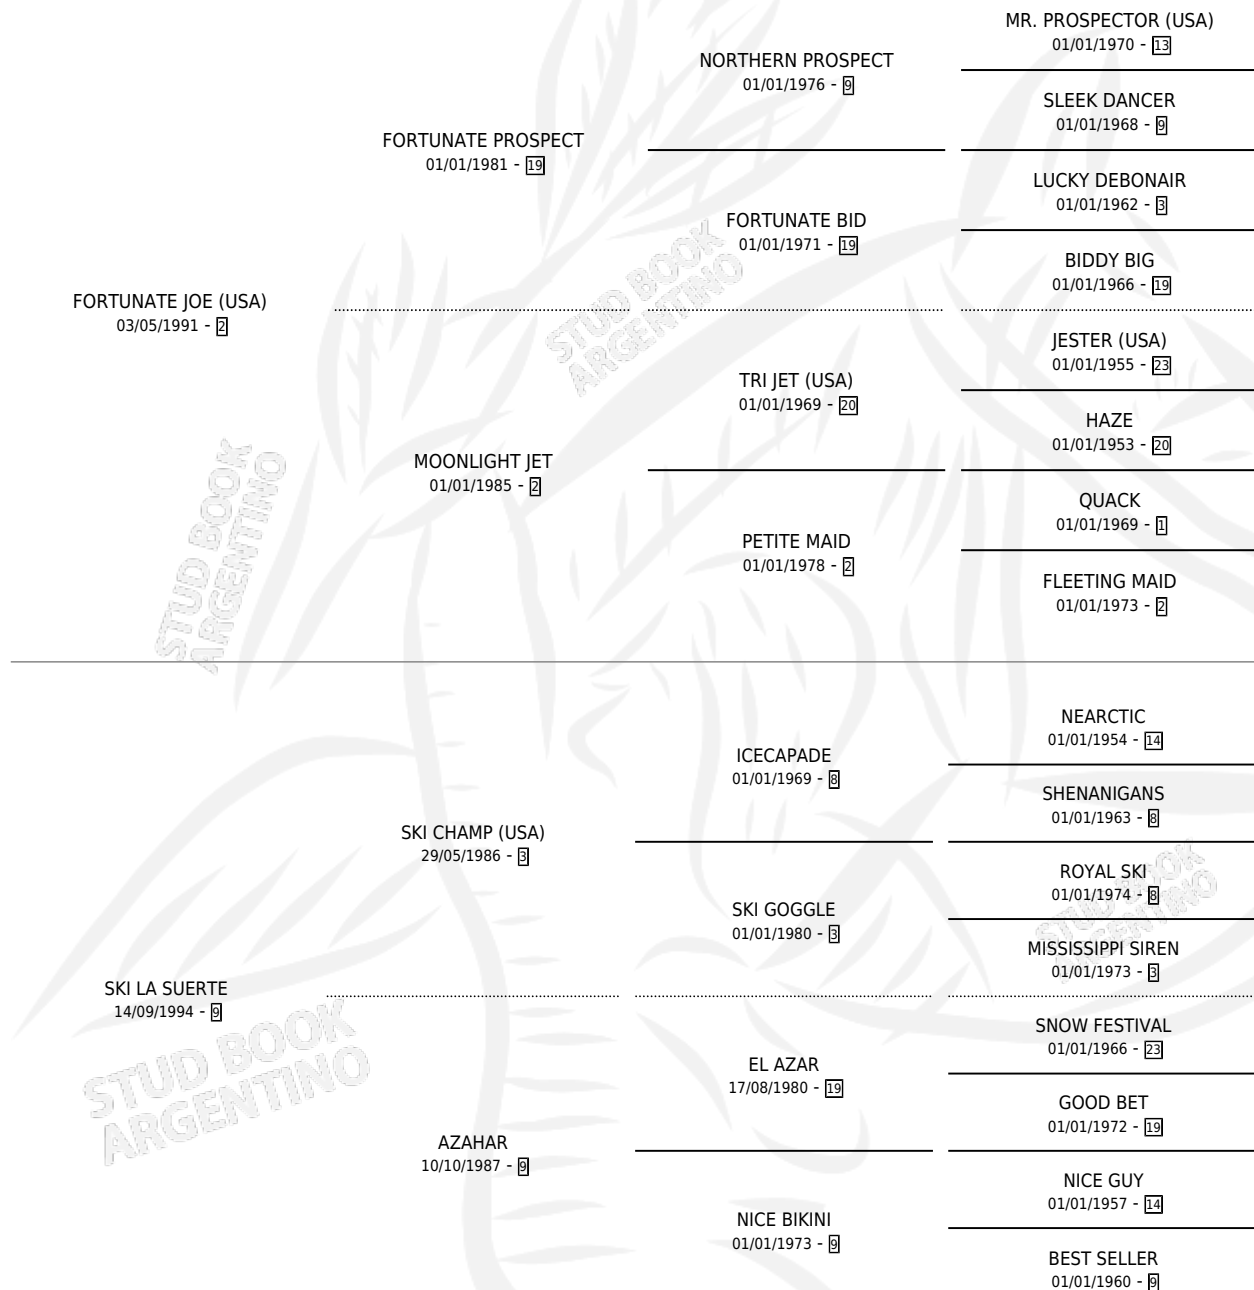 MR. PROSPECTOR (USA)
01/01/1970 - 13
NORTHERN PROSPECT
01/01/1976 - 9
SLEEK DANCER
01/01/1968 - 9
FORTUNATE PROSPECT
01/01/1981 - 19
LUCKY DEBONAIR
01/01/1962 - 3
FORTUNATE BID
01/01/1971 - 19
BIDDY BIG
01/01/1966 - 19
FORTUNATE JOE (USA)
03/05/1991 - 2
JESTER (USA)
01/01/1955 - 23
TRI JET (USA)
01/01/1969 - 20
HAZE
01/01/1953 - 20
MOONLIGHT JET
01/01/1985 - 2
QUACK
01/01/1969 - 1
PETITE MAID
01/01/1978 - 2
FLEETING MAID
01/01/1973 - 2
NEARCTIC
01/01/1954 - 14
ICECAPADE
01/01/1969 - 8
SHENANIGANS
01/01/1963 - 8
SKI CHAMP (USA)
29/05/1986 - 3
ROYAL SKI
01/01/1974 - 8
SKI GOGGLE
01/01/1980 - 3
MISSISSIPPI SIREN
01/01/1973 - 3
SKI LA SUERTE
14/09/1994 - 9
SNOW FESTIVAL
01/01/1966 - 23
EL AZAR
17/08/1980 - 19
GOOD BET
01/01/1972 - 19
AZAHAR
10/10/1987 - 9
NICE GUY
01/01/1957 - 14
NICE BIKINI
01/01/1973 - 9
BEST SELLER
01/01/1960 - 9
STUD BOOK
ARGENTINO
STUD BOOK
ARGENTINO
STUD BOOK
ARGENTINO
STUD BOOK
ARGENTINO